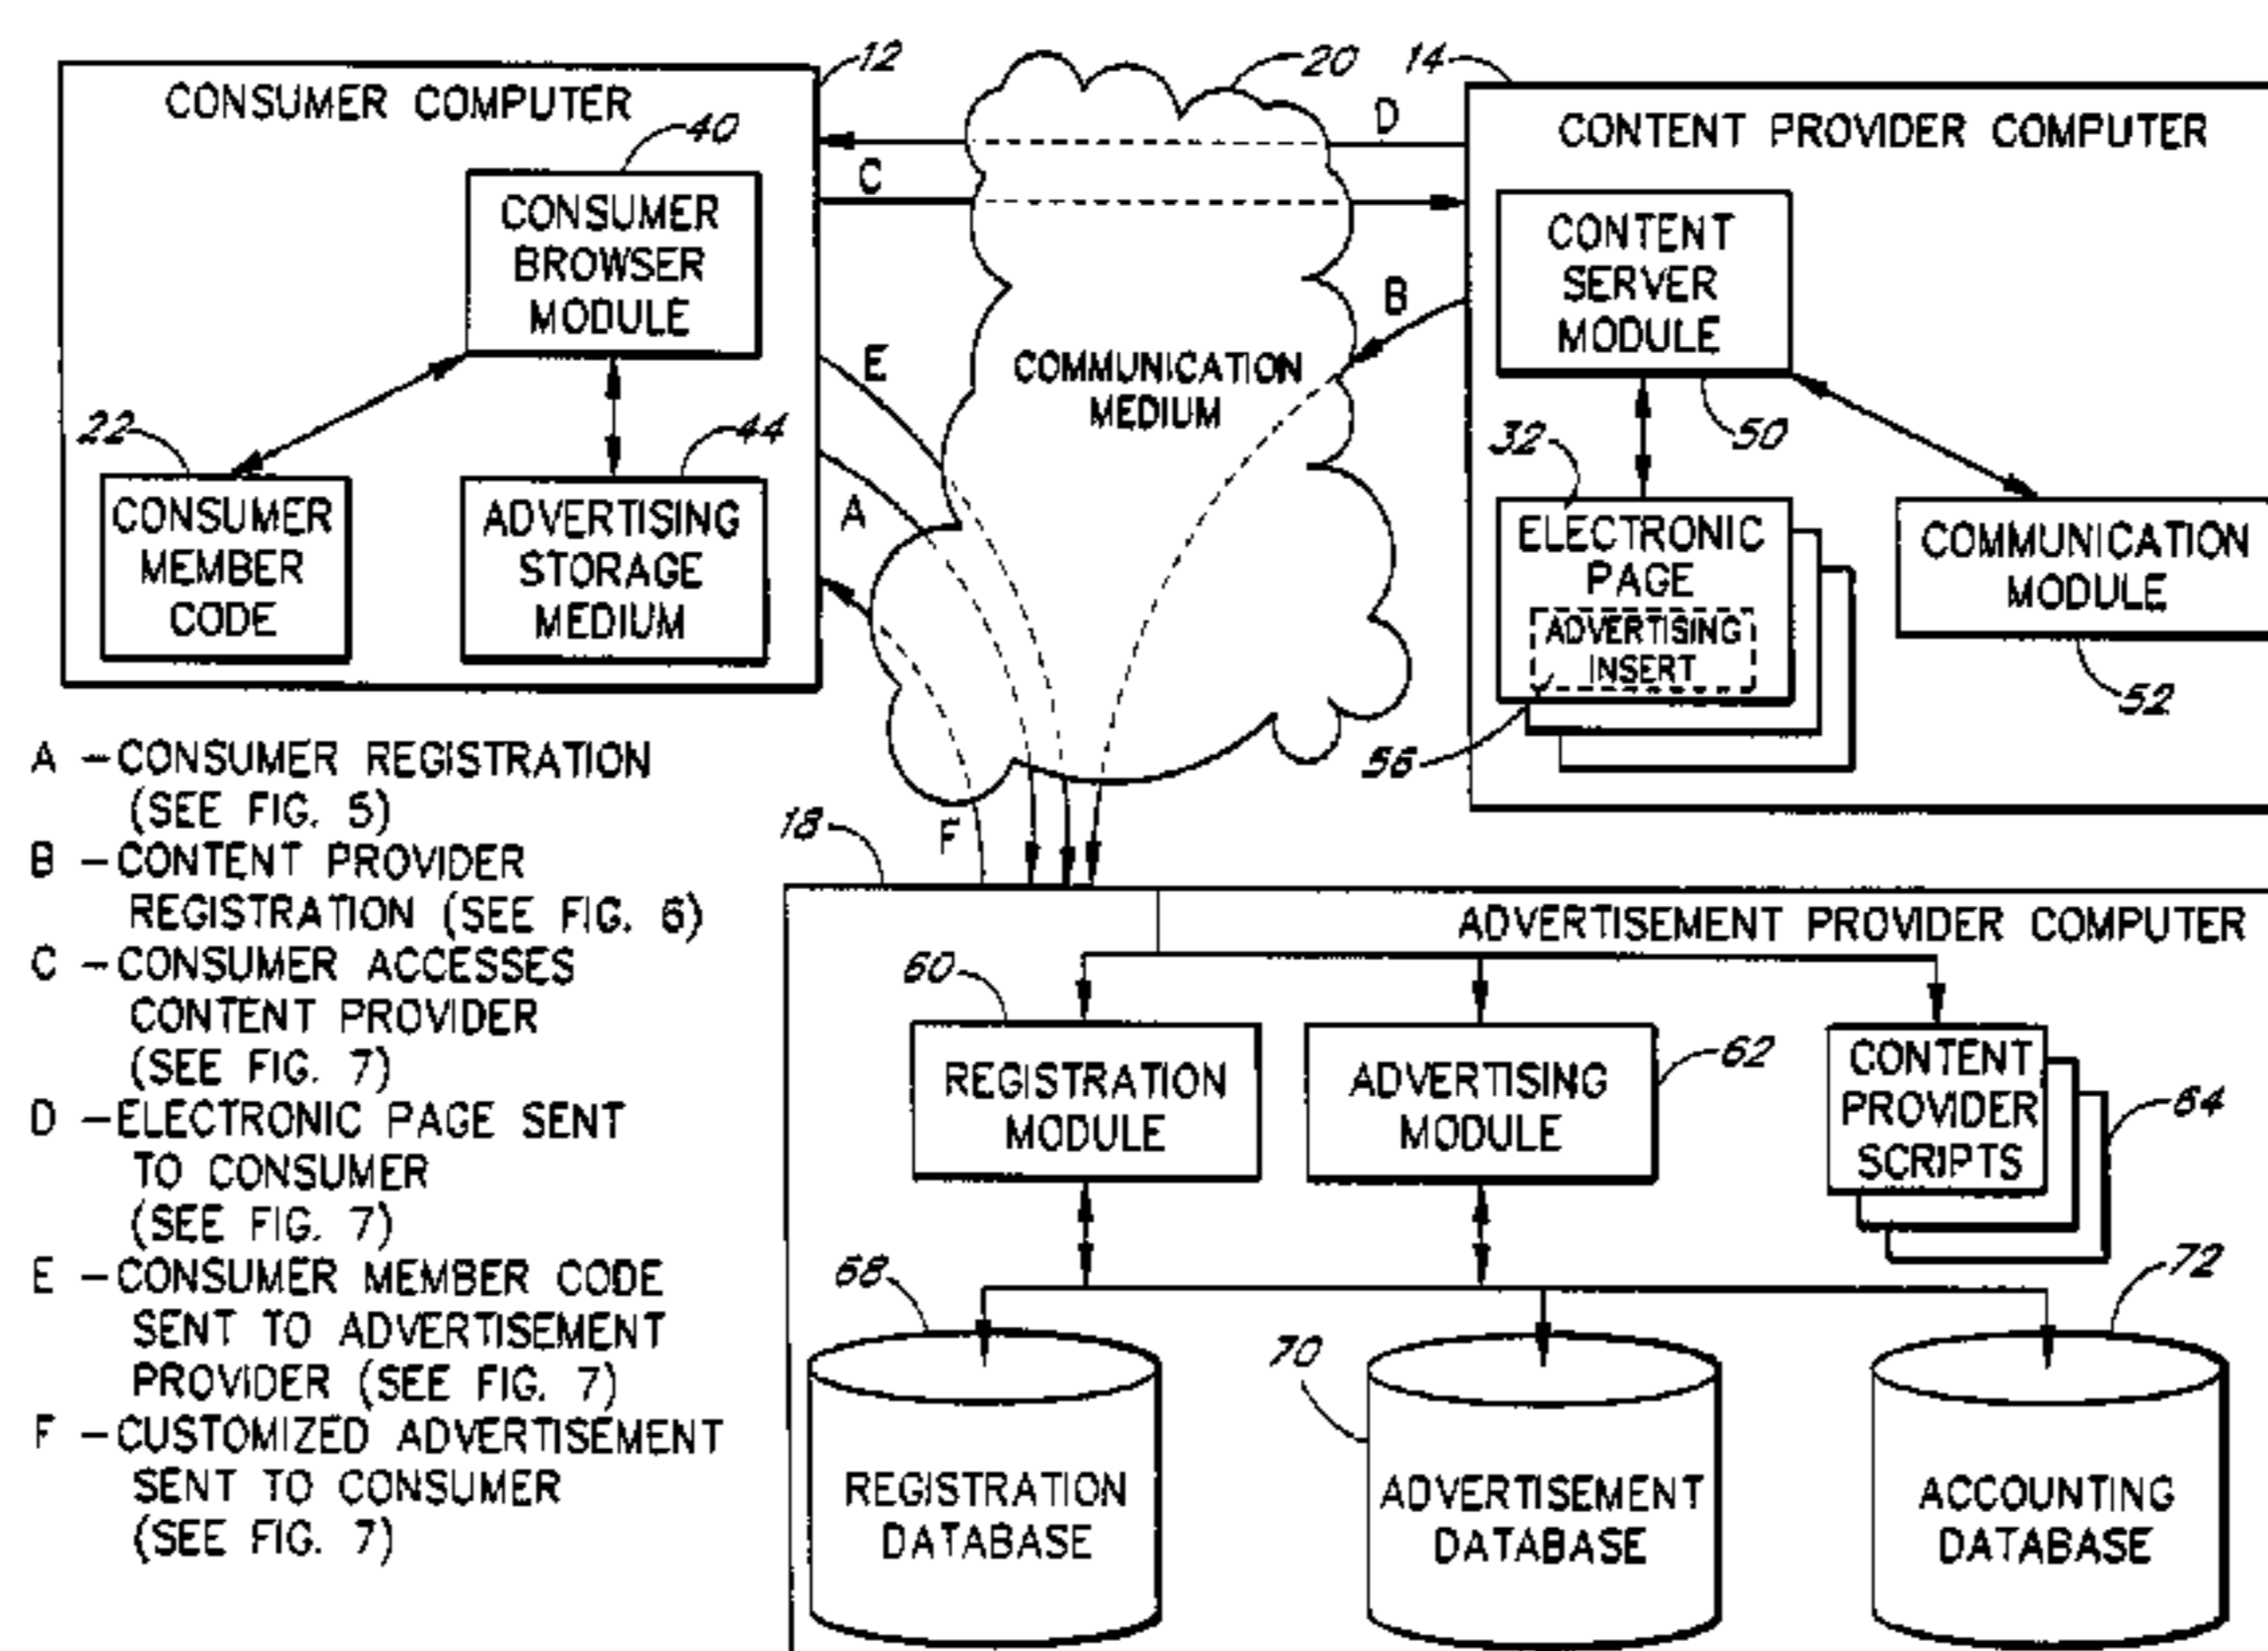 12
20
14
CONSUMER COMPUTER
40
D
CONTENT PROVIDER COMPUTER
C
CONSUMER
BROWSER
MODULE
CONTENT
SERVER
MODULE
B
E
COMMUNICATION
MEDIUM
22
44
32
50
A
CONSUMER
MEMBER
CODE
ADVERTISING
STORAGE
MEDIUM
ELECTRONIC
PAGE
ADVERTISING
INSERT
COMMUNICATION
MODULE
52
56
A – CONSUMER REGISTRATION
(SEE FIG. 5)
B – CONTENT PROVIDER
REGISTRATION (SEE FIG. 6)
C – CONSUMER ACCESSES
CONTENT PROVIDER
(SEE FIG. 7)
D – ELECTRONIC PAGE SENT
TO CONSUMER
(SEE FIG. 7)
E – CONSUMER MEMBER CODE
SENT TO ADVERTISEMENT
PROVIDER (SEE FIG. 7)
F – CUSTOMIZED ADVERTISEMENT
SENT TO CONSUMER
(SEE FIG. 7)
18
F
ADVERTISEMENT PROVIDER COMPUTER
60
REGISTRATION
MODULE
ADVERTISING
MODULE
62
CONTENT
PROVIDER
SCRIPTS
64
68
70
72
REGISTRATION
DATABASE
ADVERTISEMENT
DATABASE
ACCOUNTING
DATABASE